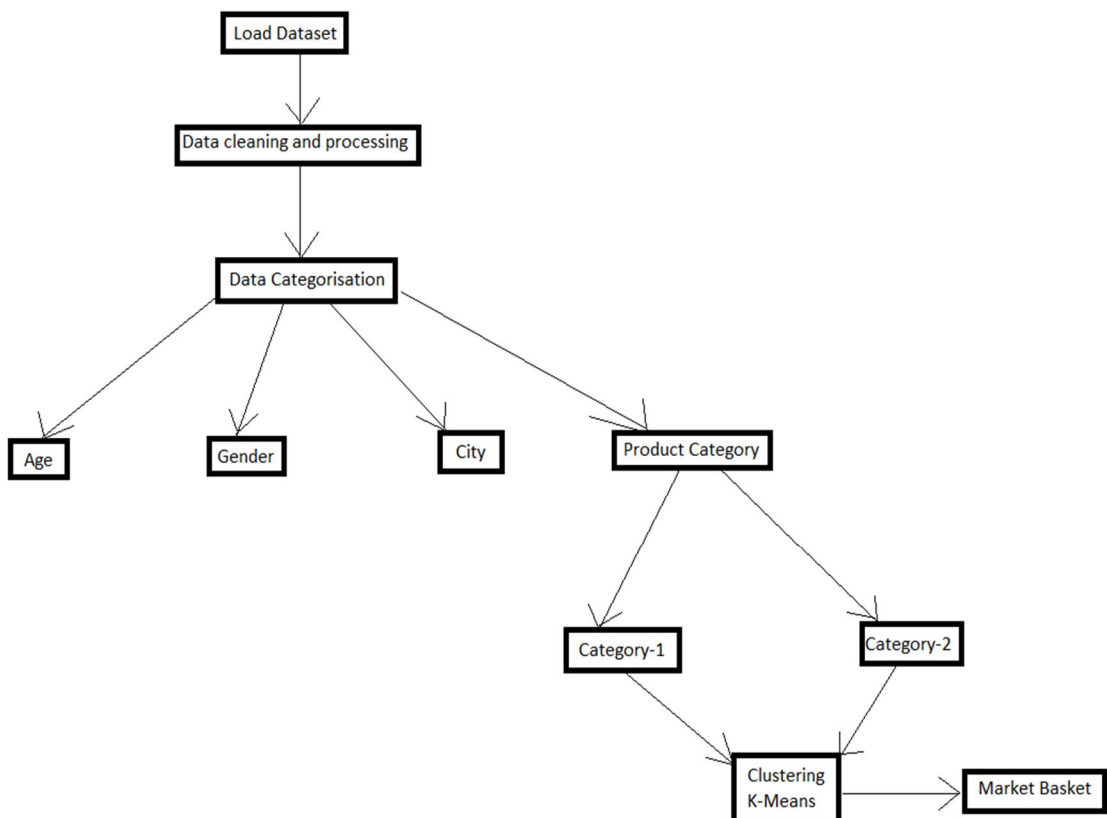 Load Dataset
Data cleaning and processing
Data Categorisation
Age
Gender
City
Product Category
Category-1
Category-2
Clustering
K-Means
Market Basket